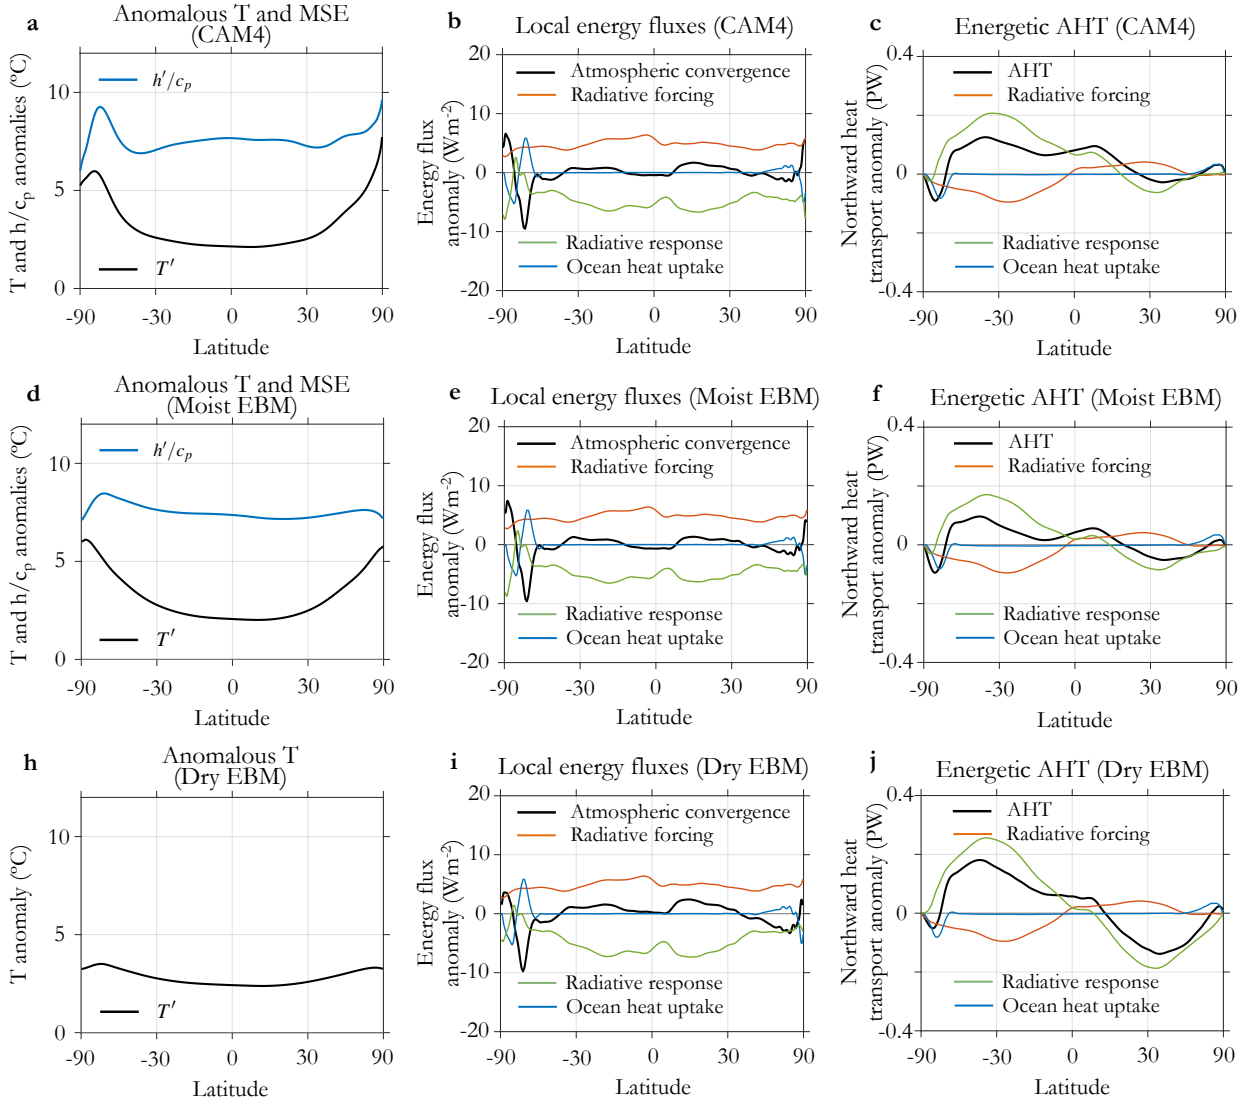 a
Anomalous T and MSE
(CAM4)
T and h/cp anomalies (ºC)
h′/cp
T′
10
5
0
-90
-30
0
30
90
Latitude
b
Local energy fluxes (CAM4)
Energy flux
anomaly (Wm-2)
Atmospheric convergence
Radiative forcing
Radiative response
Ocean heat uptake
20
10
0
-10
-20
-90
-30
0
30
90
Latitude
c
Energetic AHT (CAM4)
Northward heat
transport anomaly (PW)
AHT
Radiative forcing
Radiative response
Ocean heat uptake
0.4
0
-0.4
-90
-30
0
30
90
Latitude
d
Anomalous T and MSE
(Moist EBM)
T and h/cp anomalies (ºC)
h′/cp
T′
10
5
0
-90
-30
0
30
90
Latitude
e
Local energy fluxes (Moist EBM)
Energy flux
anomaly (Wm-2)
Atmospheric convergence
Radiative forcing
Radiative response
Ocean heat uptake
20
10
0
-10
-20
-90
-30
0
30
90
Latitude
f
Energetic AHT (Moist EBM)
Northward heat
transport anomaly (PW)
AHT
Radiative forcing
Radiative response
Ocean heat uptake
0.4
0
-0.4
-90
-30
0
30
90
Latitude
h
Anomalous T
(Dry EBM)
T anomaly (ºC)
T′
10
5
0
-90
-30
0
30
90
Latitude
i
Local energy fluxes (Dry EBM)
Energy flux
anomaly (Wm-2)
Atmospheric convergence
Radiative forcing
Radiative response
Ocean heat uptake
20
10
0
-10
-20
-90
-30
0
30
90
Latitude
j
Energetic AHT (Dry EBM)
Northward heat
transport anomaly (PW)
AHT
Radiative forcing
Radiative response
Ocean heat uptake
0.4
0
-0.4
-90
-30
0
30
90
Latitude